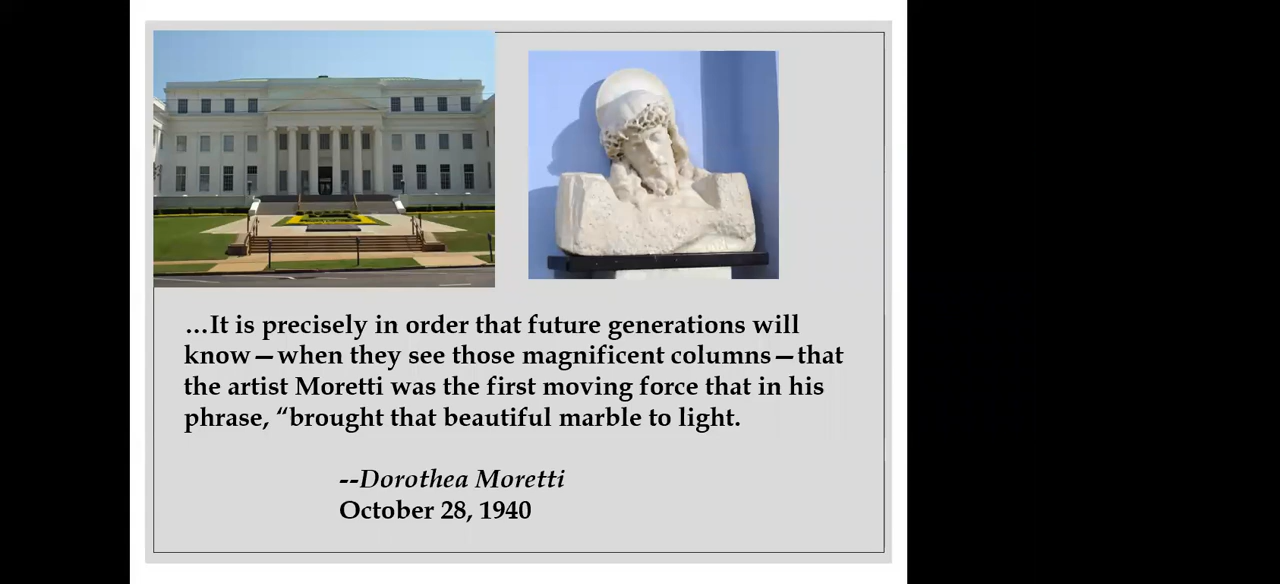 …It is precisely in order that future generations will
know—when they see those magnificent columns—that
the artist Moretti was the first moving force that in his
phrase, “brought that beautiful marble to light.
--Dorothea Moretti
October 28, 1940